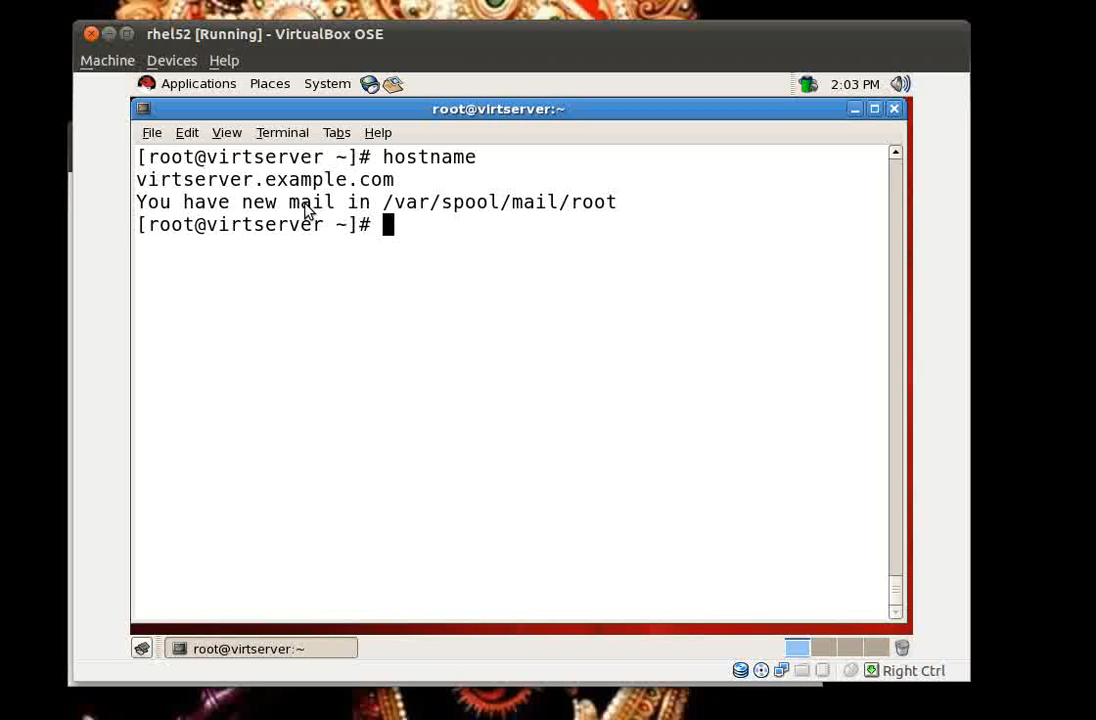 rhel52 [Running] - VirtualBox OSE
Machine Devices Help
Applications Places System 2:03 PM
root@virtserver:~
File Edit View Terminal Tabs Help
[root@virtserver ~]# hostname
virtserver.example.com
You have new mail in /var/spool/mail/root
[root@virtserver ~]#
root@virtserver:~
Right Ctrl